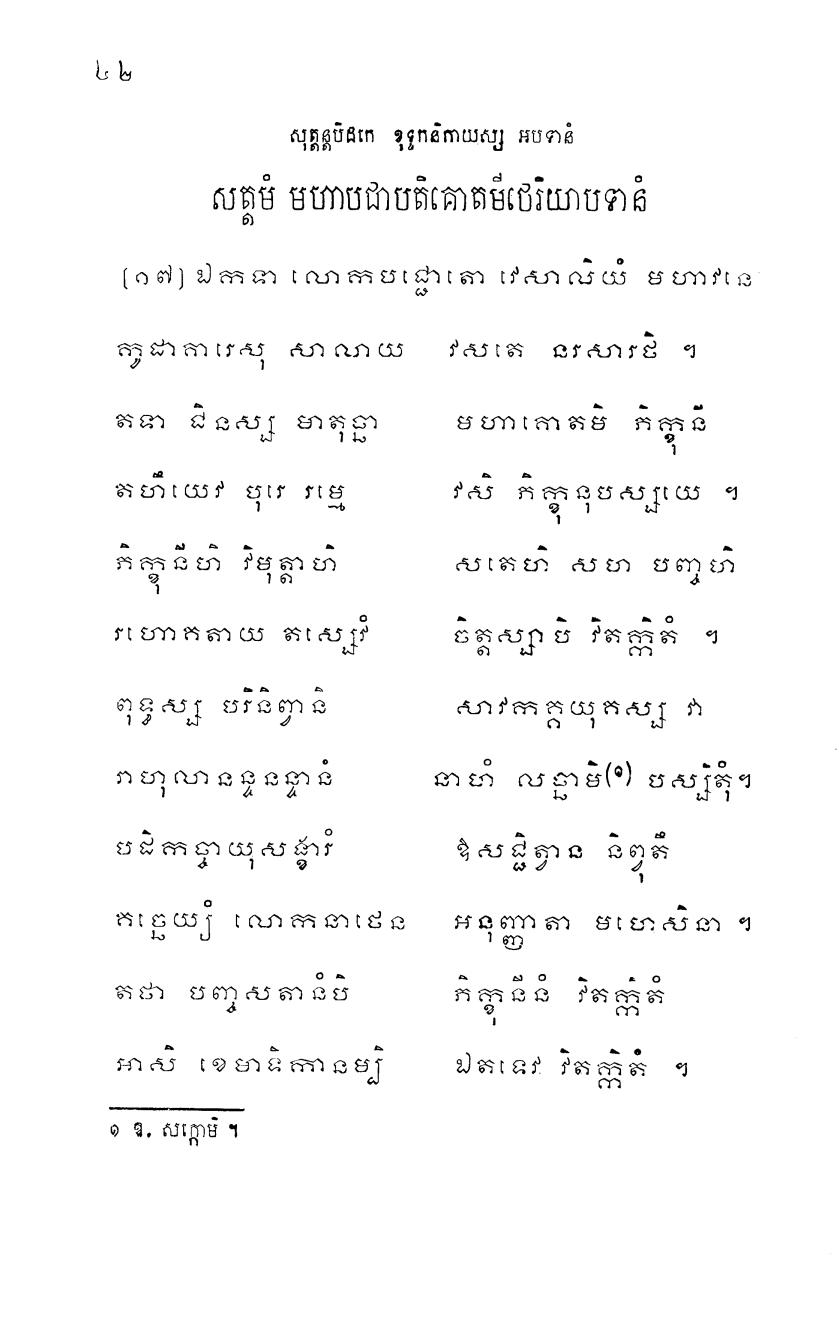 ៤២
សុត្តន្តបិដកេ ខុទ្ទកនិកាយស្ស អបទានំ
សត្តមំ មហាបជាបតិគោតមីថេរិយាបទានំ
(១៧) ឯកទា លោកបជ្ជោតោ វេសាលិយំ មហាវនេ
កូដាគារេសុ សាលាយ វសតេ នរសារថិ ។
តទា ជិនស្ស មាតុច្ឆា មហាគោតមិ ភិក្ខុនី
តហឹយេវ បុរេ រម្មេ វសិ ភិក្ខុនុបស្សយេ ។
ភិក្ខុនីហិ វិមុត្តាហិ សតេហិ សហ បញ្ចហិ
រហោគតាយ តស្សេវំ ចិត្តស្សាបិ វិតក្កិតំ ។
ពុទ្ធស្ស បរិនិព្វានិ សាវកគ្គយុគស្ស វា
រាហុលានន្ទនន្ទានំ នាហំ លច្ឆាមិ(១) បស្សិតុំ។
បដិកច្ចាយុសង្ខារំ ឱសជ្ជិត្វាន និព្វុតឹ
គច្ឆេយ្យំ លោកនាថេន អនុញ្ញាតា មហេសិនា ។
តថា បញ្ចសតានំបិ ភិក្ខុនីនំ វិតក្កិតំ
អាសិ ខេមាទិកានម្បិ ឯតទេវ វិតក្កិតំ ។
១ ឱ. សក្កោមិ ។